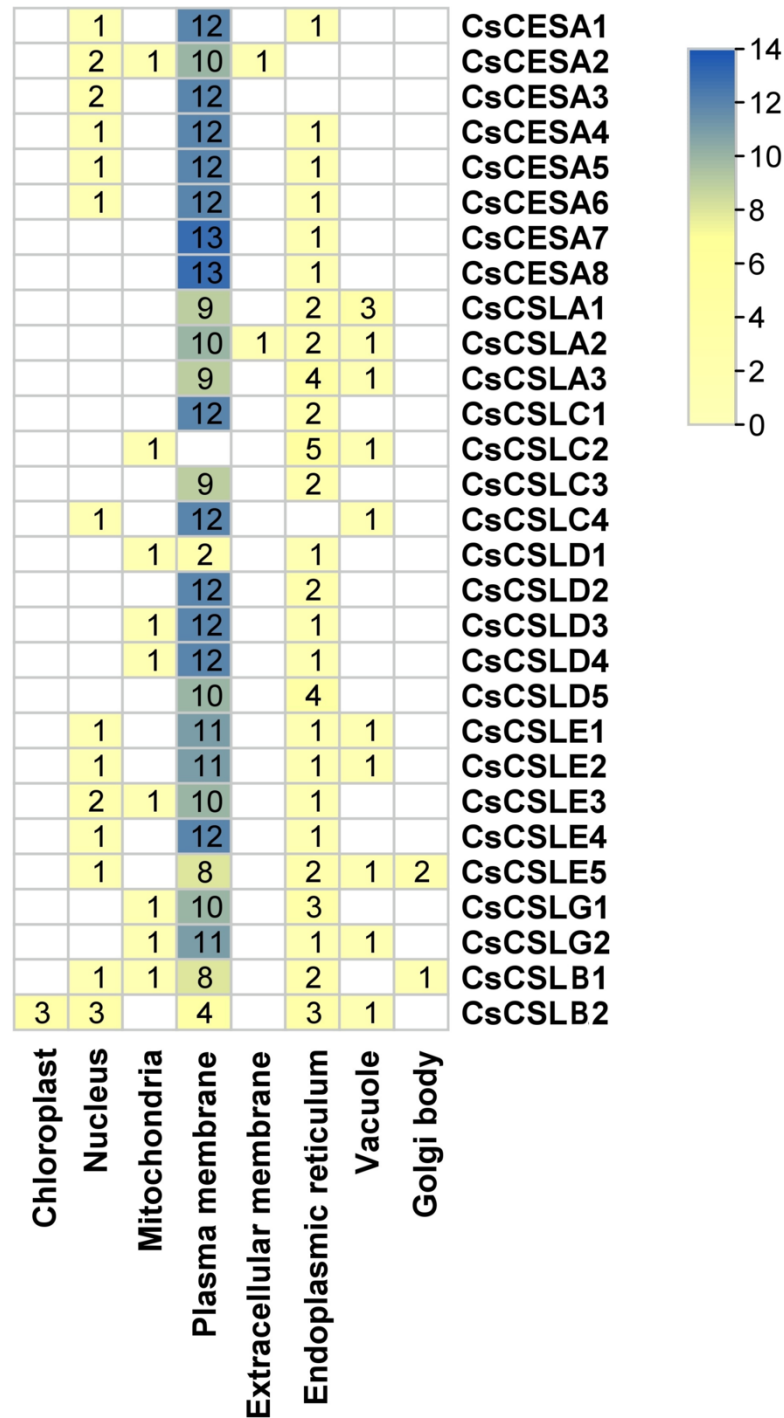 1 12 1 CsCESA1
2 1 10 1 CsCESA2
2 12 CsCESA3
1 12 1 CsCESA4
1 12 1 CsCESA5
1 12 1 CsCESA6
13 1 CsCESA7
13 1 CsCESA8
9 2 3 CsCSLA1
10 1 2 1 CsCSLA2
9 4 1 CsCSLA3
12 2 CsCSLC1
1 5 1 CsCSLC2
9 2 CsCSLC3
1 12 1 CsCSLC4
1 2 1 CsCSLD1
12 2 CsCSLD2
1 12 1 CsCSLD3
1 12 1 CsCSLD4
10 4 CsCSLD5
1 11 1 1 CsCSLE1
1 11 1 1 CsCSLE2
2 1 10 1 CsCSLE3
1 12 1 CsCSLE4
1 8 2 1 2 CsCSLE5
1 10 3 CsCSLG1
1 11 1 1 CsCSLG2
1 1 8 2 1 CsCSLB1
3 3 4 3 1 CsCSLB2
Chloroplast
Nucleus
Mitochondria
Plasma membrane
Extracellular membrane
Endoplasmic reticulum
Vacuole
Golgi body
14
12
10
8
6
4
2
0